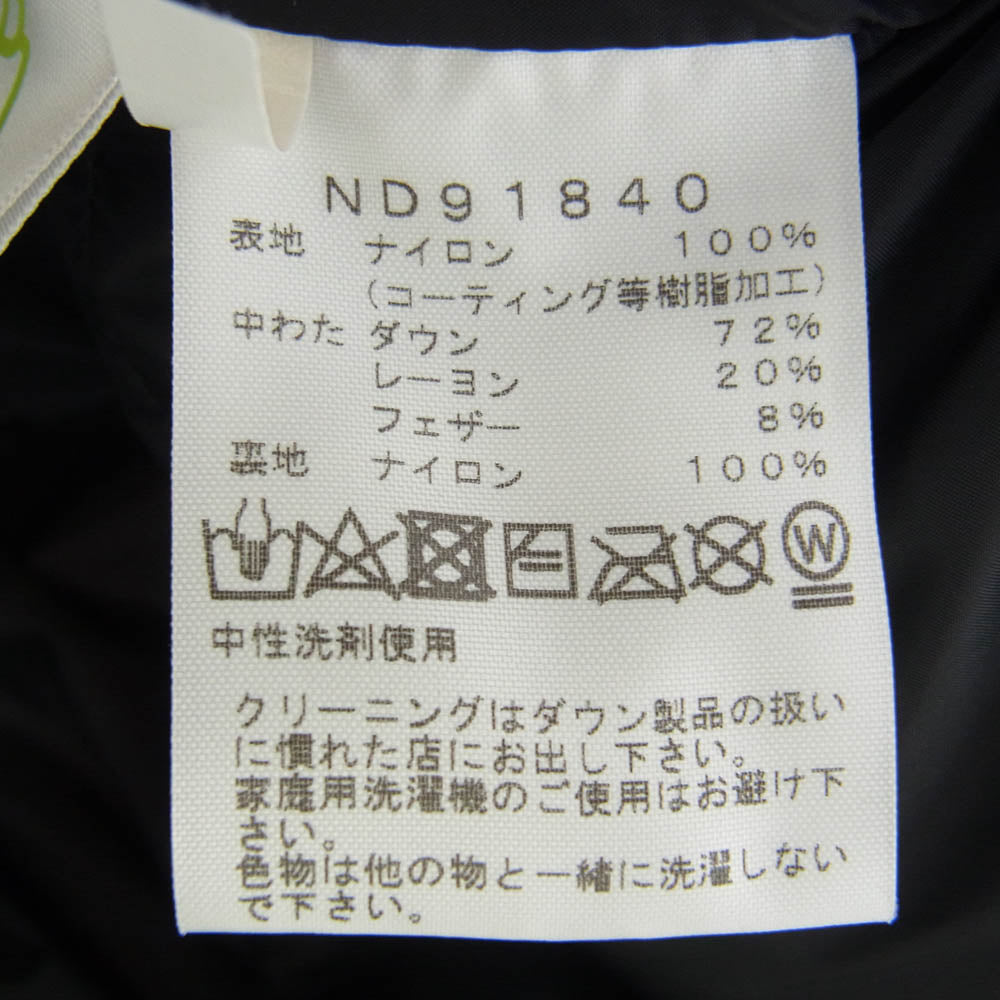 ND91840
表地 ナイロン 100%
(コーティング等樹脂加工)
中わた ダウン 72%
レーヨン 20%
フェザー 8%
裏地 ナイロン 100%
W
中性洗剤使用
クリーニングはダウン製品の扱い
に慣れた店にお出し下さい。
家庭用洗濯機のご使用はお避け下
さい。
色物は他の物と一緒に洗濯しない
で下さい。